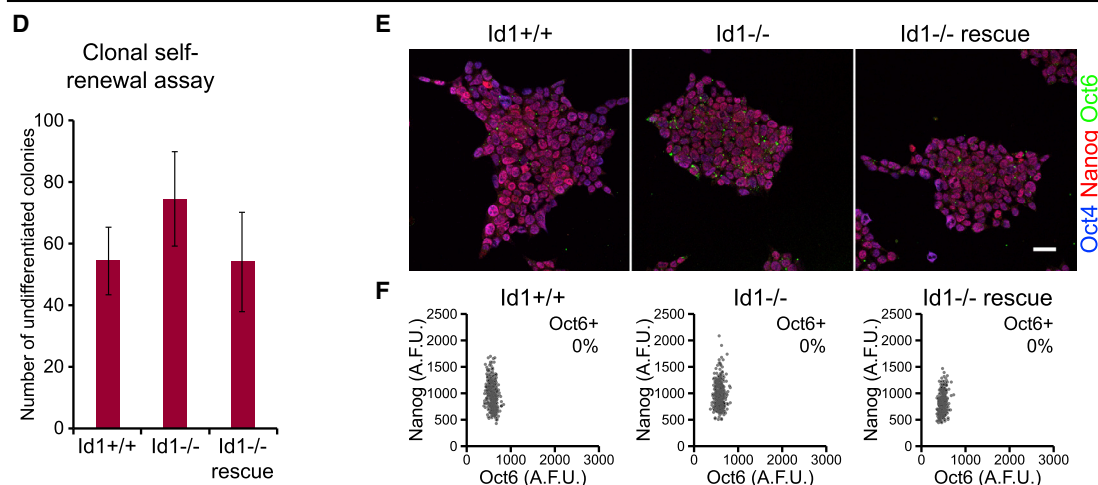 D
Clonal self-
renewal assay
Number of undifferentiated colonies
100
80
60
40
20
0
Id1+/+
Id1-/-
Id1-/-
rescue
E
Id1+/+
Id1-/-
Id1-/- rescue
Oct4 Nanog Oct6
F
Id1+/+
Oct6+
0%
Nanog (A.F.U.)
2500
2000
1500
1000
500
0
0 1000 2000 3000
Oct6 (A.F.U.)
Id1-/-
Oct6+
0%
Nanog (A.F.U.)
2500
2000
1500
1000
500
0
0 1000 2000 3000
Oct6 (A.F.U.)
Id1-/- rescue
Oct6+
0%
Nanog (A.F.U.)
2500
2000
1500
1000
500
0
0 1000 2000 3000
Oct6 (A.F.U.)